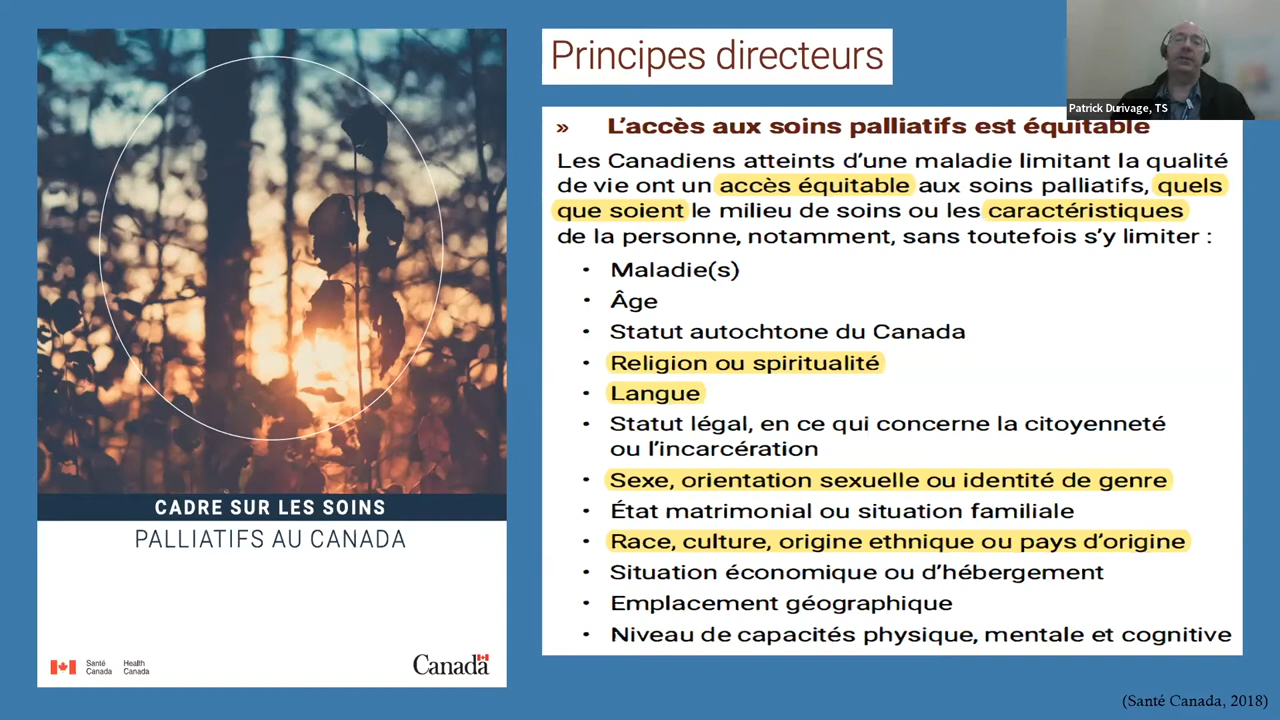 CADRE SUR LES SOINS
PALLIATIFS AU CANADA
Santé
Canada
Health
Canada
Canada
Principes directeurs
Patrick Durivage, TS
» L'accès aux soins palliatifs est équitable
Les Canadiens atteints d'une maladie limitant la qualité
de vie ont un accès équitable aux soins palliatifs, quels
que soient le milieu de soins ou les caractéristiques
de la personne, notamment, sans toutefois s'y limiter :
• Maladie(s)
• Âge
• Statut autochtone du Canada
• Religion ou spiritualité
• Langue
• Statut légal, en ce qui concerne la citoyenneté
ou l'incarcération
• Sexe, orientation sexuelle ou identité de genre
• État matrimonial ou situation familiale
• Race, culture, origine ethnique ou pays d'origine
• Situation économique ou d'hébergement
• Emplacement géographique
• Niveau de capacités physique, mentale et cognitive
(Santé Canada, 2018)